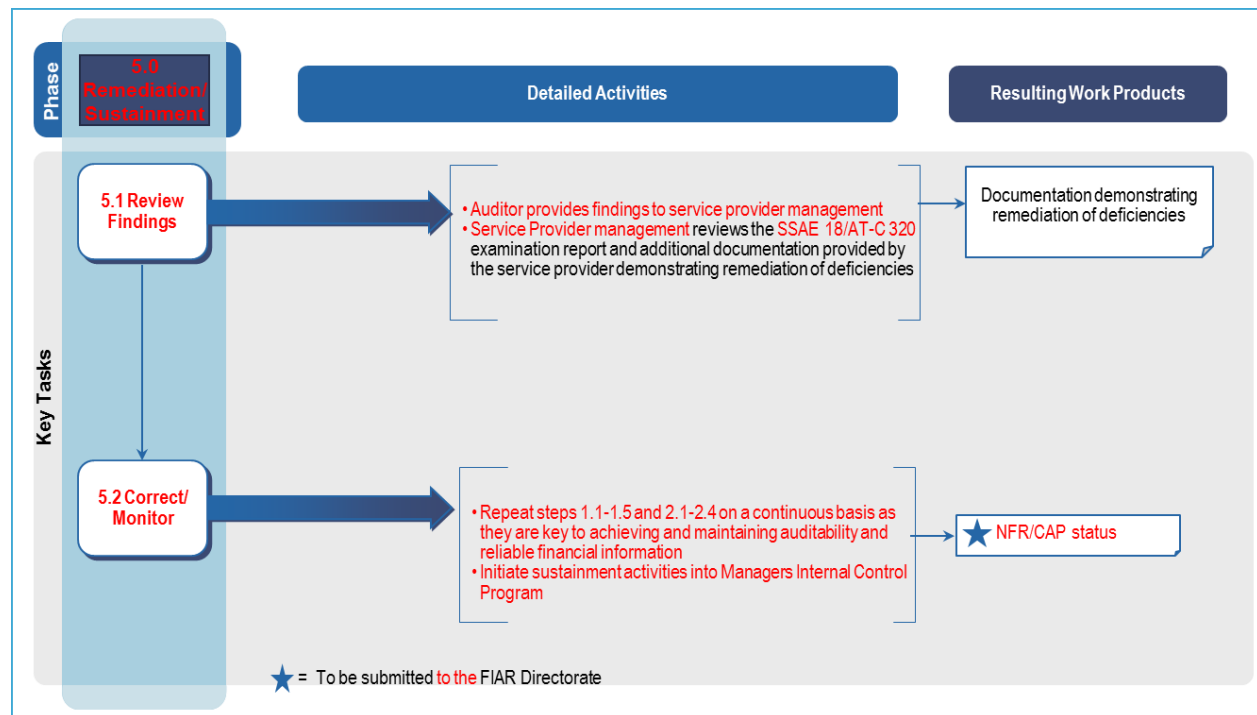 Phase
5.0
Remediation/
Sustainment
Detailed Activities
Resulting Work Products
Key Tasks
5.1 Review
Findings
• Auditor provides findings to service provider management
• Service Provider management reviews the SSAE 18/AT-C 320
examination report and additional documentation provided by
the service provider demonstrating remediation of deficiencies
Documentation demonstrating
remediation of deficiencies
5.2 Correct/
Monitor
• Repeat steps 1.1-1.5 and 2.1-2.4 on a continuous basis as
they are key to achieving and maintaining auditability and
reliable financial information
• Initiate sustainment activities into Managers Internal Control
Program
NFR/CAP status
= To be submitted to the FIAR Directorate